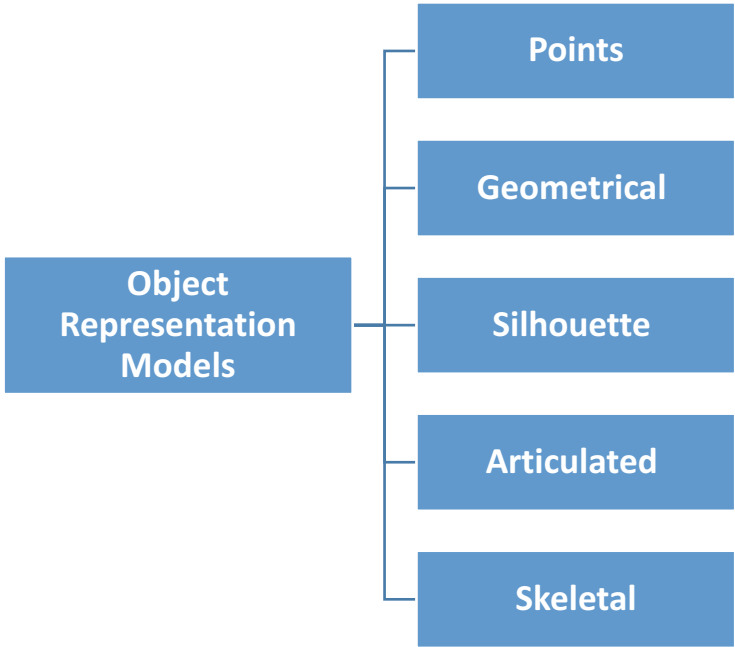 Object
Representation
Models
Points
Geometrical
Silhouette
Articulated
Skeletal